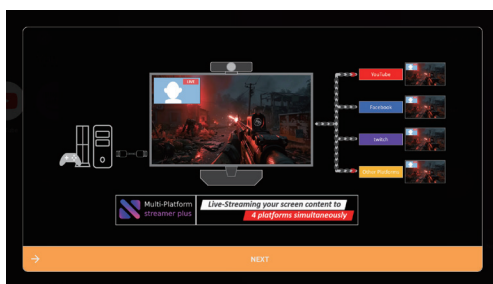 LIVE
YouTube
Facebook
Twitch
Other Platforms
Multi-Platform
streamer plus
Live-Streaming your screen content to
4 platforms simultaneously
NEXT